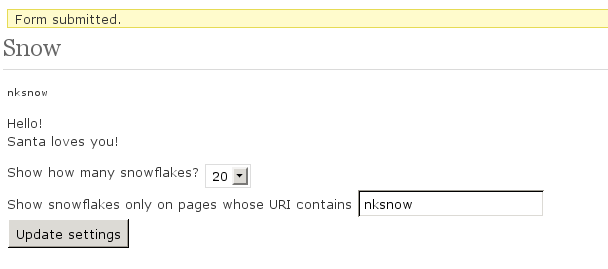 Form submitted.
Snow
nksnow
Hello!
Santa loves you!
Show how many snowflakes? 20
Show snowflakes only on pages whose URI contains nksnow
Update settings